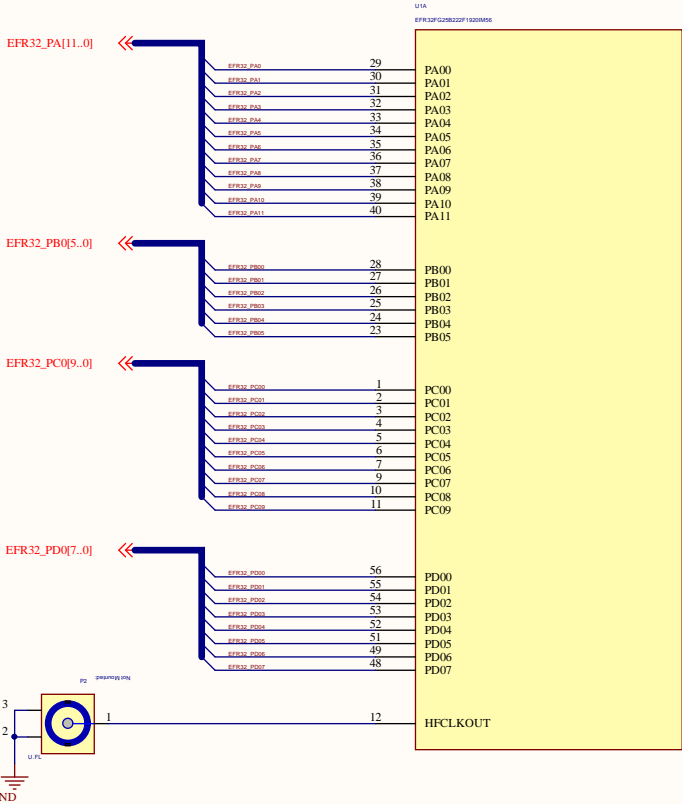 U1A
EFR32FG25B222F1920IM56
EFR32_PA[11..0]
EFR32_PA0 29 PA00
EFR32_PA1 30 PA01
EFR32_PA2 31 PA02
EFR32_PA3 32 PA03
EFR32_PA4 33 PA04
EFR32_PA5 34 PA05
EFR32_PA6 35 PA06
EFR32_PA7 36 PA07
EFR32_PA8 37 PA08
EFR32_PA9 38 PA09
EFR32_PA10 39 PA10
EFR32_PA11 40 PA11
EFR32_PB0[5..0]
EFR32_PB00 28 PB00
EFR32_PB01 27 PB01
EFR32_PB02 26 PB02
EFR32_PB03 25 PB03
EFR32_PB04 24 PB04
EFR32_PB05 23 PB05
EFR32_PC0[9..0]
EFR32_PC00 1 PC00
EFR32_PC01 2 PC01
EFR32_PC02 3 PC02
EFR32_PC03 4 PC03
EFR32_PC04 5 PC04
EFR32_PC05 6 PC05
EFR32_PC06 7 PC06
EFR32_PC07 9 PC07
EFR32_PC08 10 PC08
EFR32_PC09 11 PC09
EFR32_PD0[7..0]
EFR32_PD00 56 PD00
EFR32_PD01 55 PD01
EFR32_PD02 54 PD02
EFR32_PD03 53 PD03
EFR32_PD04 52 PD04
EFR32_PD05 51 PD05
EFR32_PD06 49 PD06
EFR32_PD07 48 PD07
P2 Not Mounted
3
1 12 HFCLKOUT
2
U.FL
ND